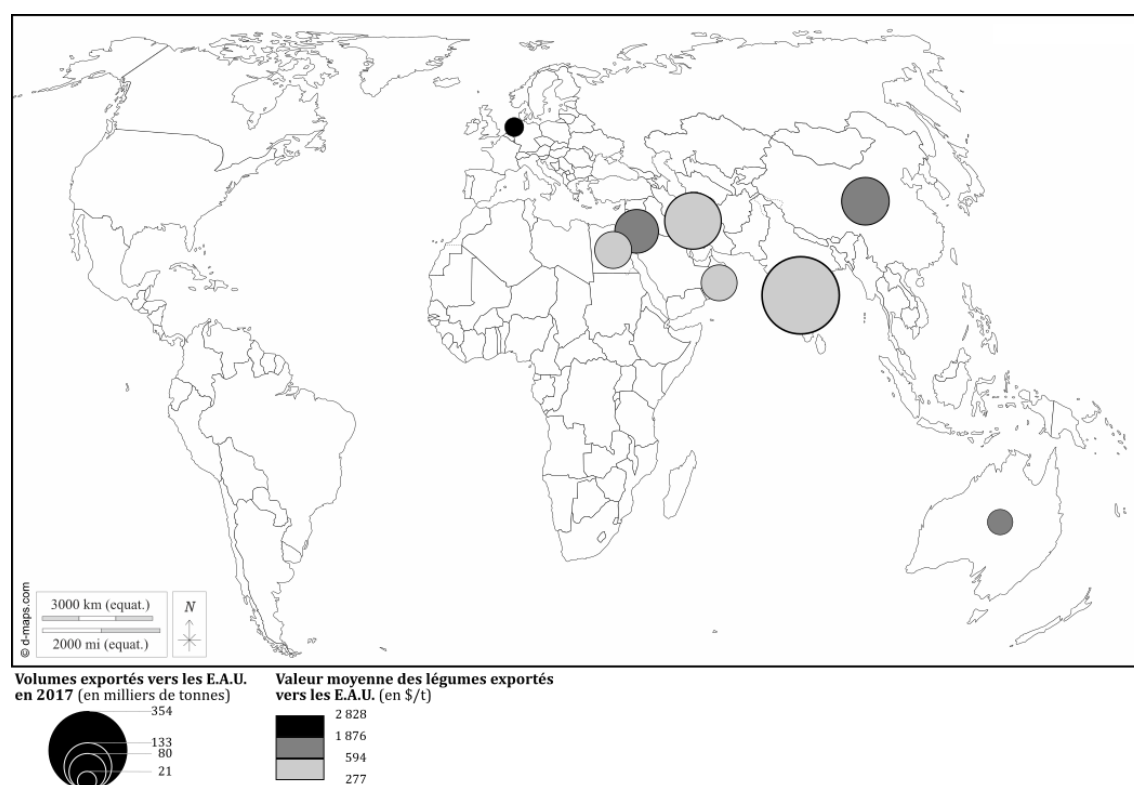 © d-maps.com
3000 km (equat.)
2000 mi (equat.)
N
Volumes exportés vers les E.A.U.
en 2017 (en milliers de tonnes)
354
133
80
21
Valeur moyenne des légumes exportés
vers les E.A.U. (en $/t)
2 828
1 876
594
277